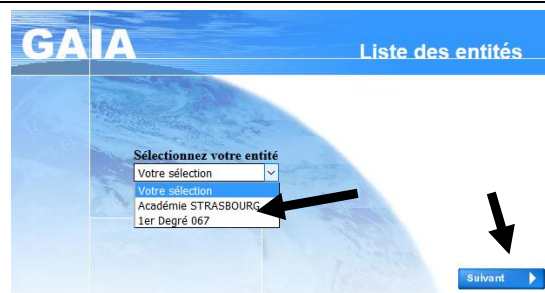 GAIA
Liste des entités
Sélectionnez votre entité
Votre sélection
Votre sélection
Académie STRASBOURG
1er Degré 067
Suivant